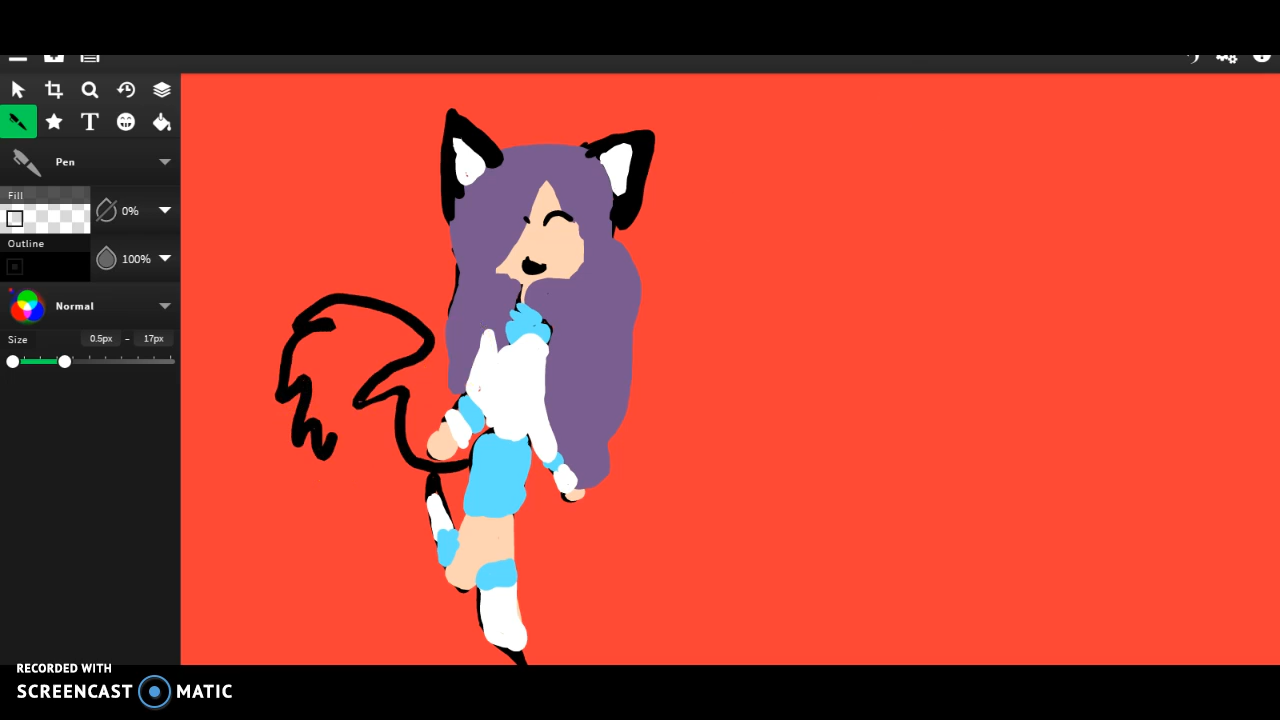 Pen
Fill
0%
Outline
100%
Normal
Size 0.5px – 17px
RECORDED WITH
SCREENCAST MATIC